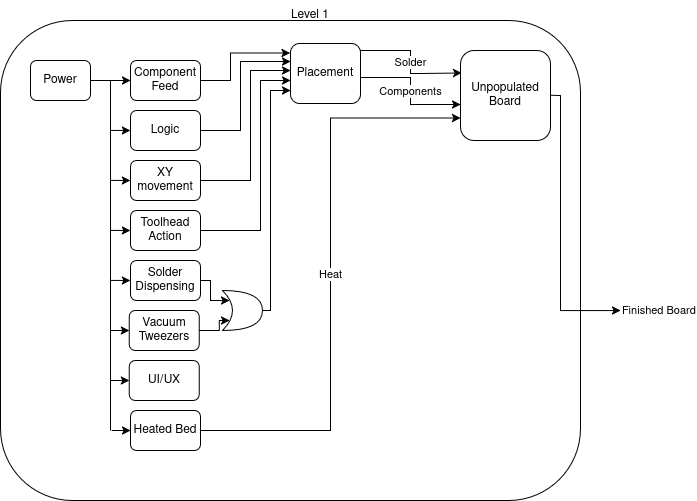 Level 1
Power
Component
Feed
Placement
Solder
Components
Unpopulated
Board
Logic
XY
movement
Toolhead
Action
Solder
Dispensing
Heat
Vacuum
Tweezers
Finished Board
UI/UX
Heated Bed